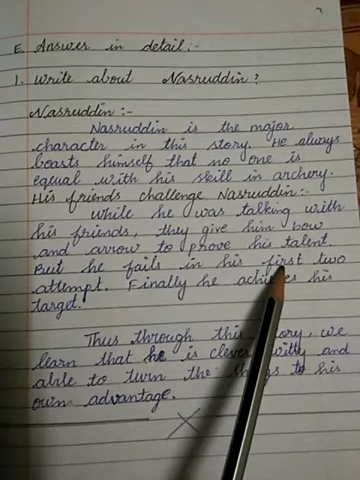 E. Answer in detail:-
1. Write about Nasruddin?
Nasruddin :-
Nasruddin is the major
character in this story. He always
boasts himself that no one is
equal with his skill in archery.
His friends challenge Nasruddin:-
While he was talking with
his friends, they give him bow
and arrow to prove his talent.
But he fails in his first two
attempt. Finally he achieves his
target.
Thus through this story, we
learn that he is clever witty and
able to turn the things to his
own advantage.